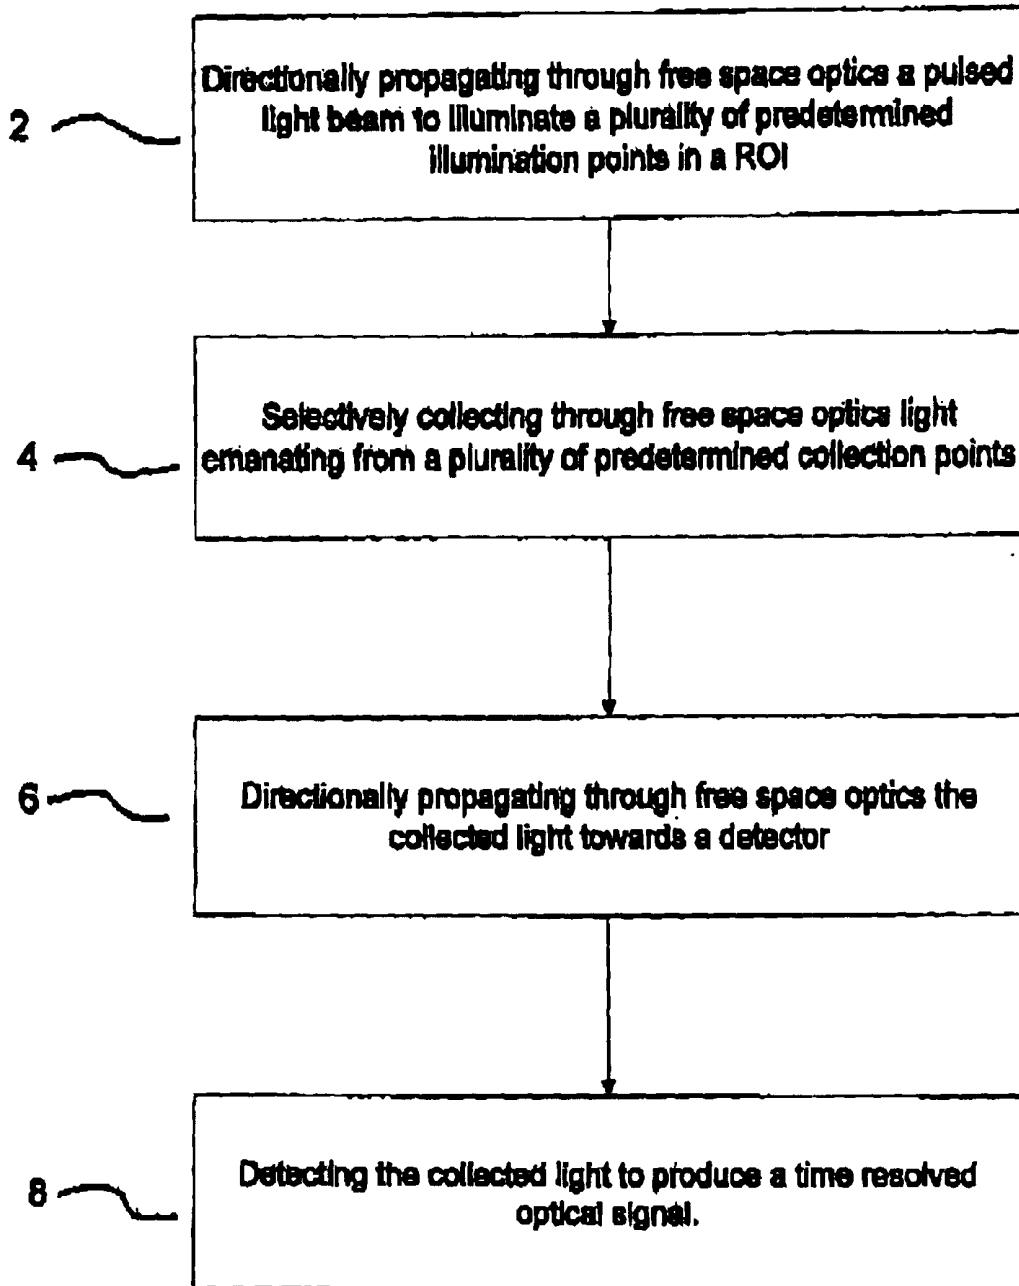 Directionally propagating through free space optics a pulsed
light beam to illuminate a plurality of predetermined
illumination points in a ROI
2
Selectively collecting through free space optics light
emanating from a plurality of predetermined collection points
4
Directionally propagating through free space optics the
collected light towards a detector
6
Detecting the collected light to produce a time resolved
optical signal.
8